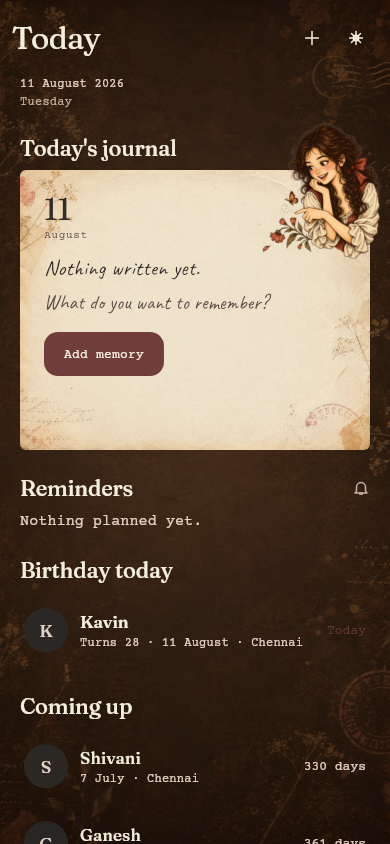 Today
11 August 2026
Tuesday
Today's journal
11
August
Nothing written yet.
What do you want to remember?
Add memory
Reminders
Nothing planned yet.
Birthday today
K
Kavin
Turns 28 · 11 August · Chennai
Today
Coming up
S
Shivani
7 July · Chennai
330 days
G
Ganesh
361 days